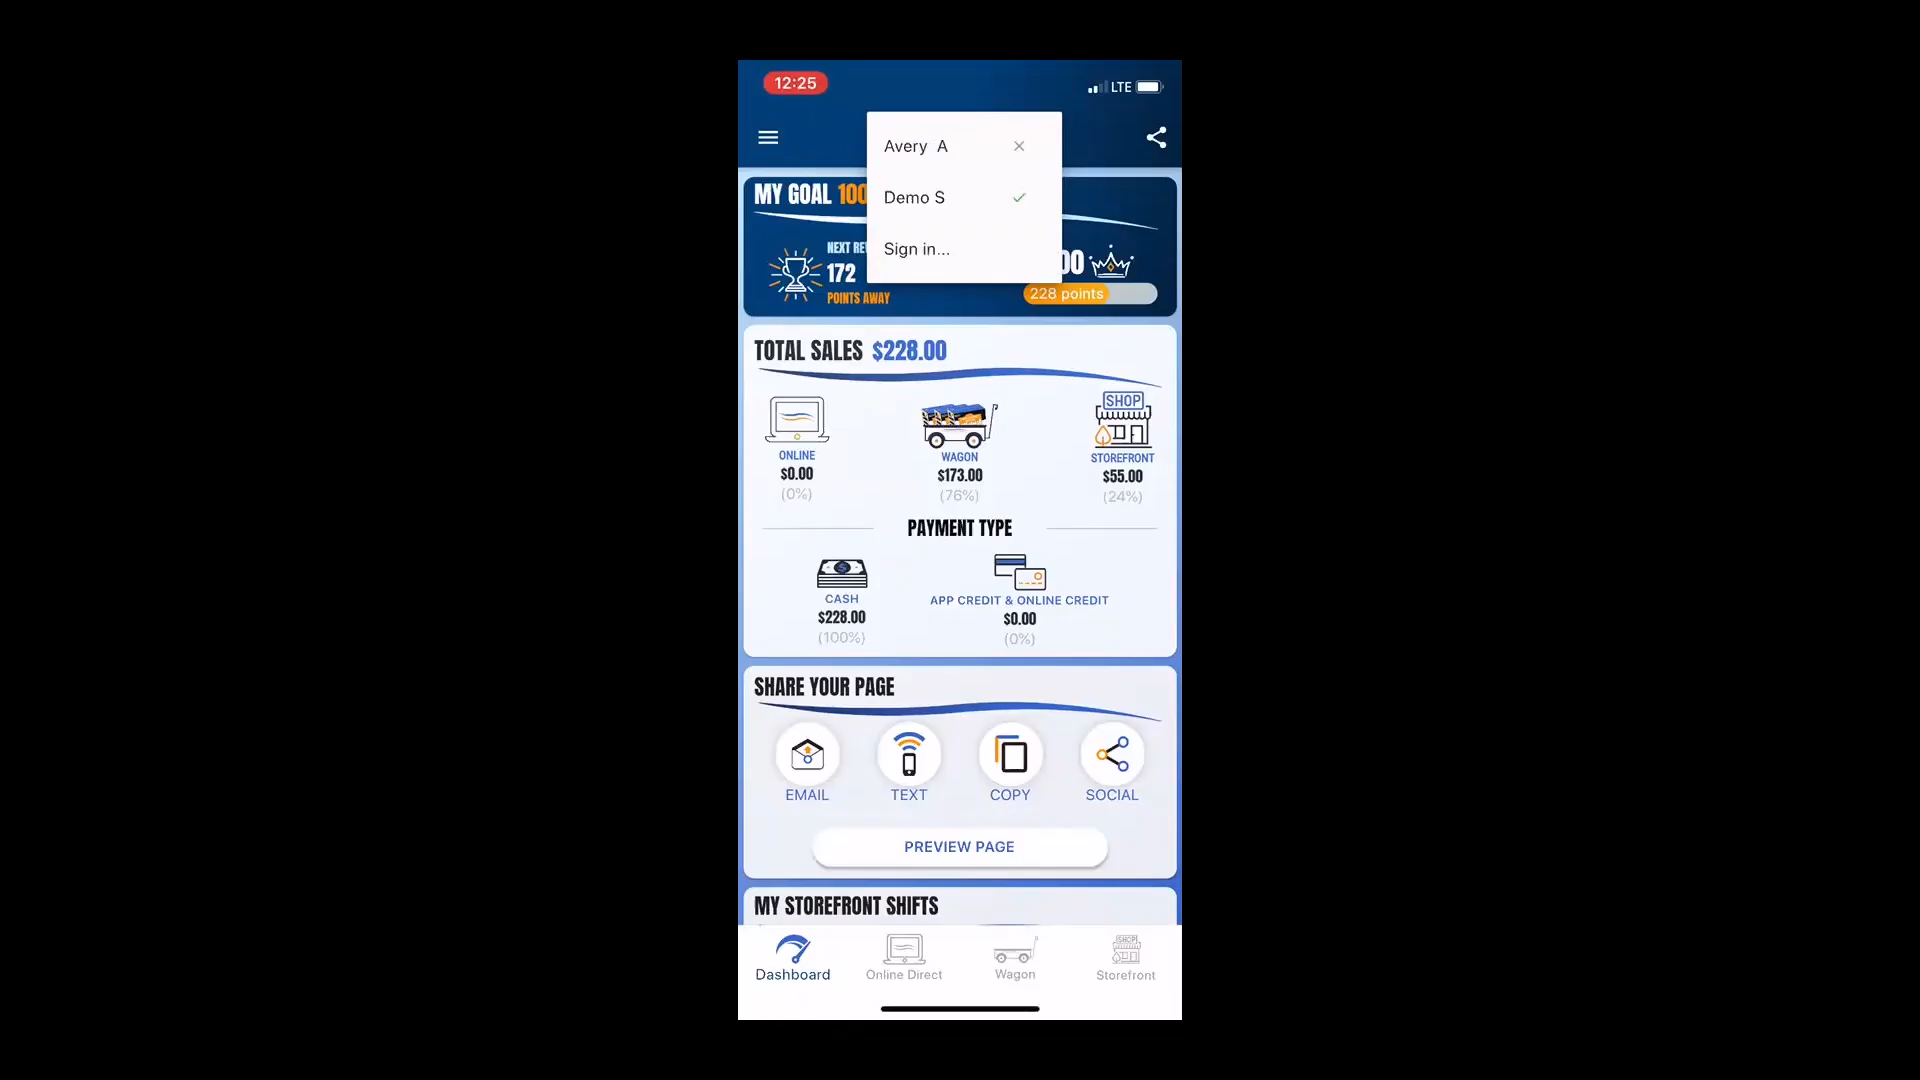 12:25
LTE
Avery A
Demo S
Sign in...
MY GOAL 100
NEXT
172
POINTS AWAY
00
228 points
TOTAL SALES $228.00
SHOP
ONLINE
WAGON
STOREFRONT
$0.00
$173.00
$55.00
(0%)
(76%)
(24%)
PAYMENT TYPE
CASH
APP CREDIT & ONLINE CREDIT
$228.00
$0.00
(100%)
(0%)
SHARE YOUR PAGE
EMAIL
TEXT
COPY
SOCIAL
PREVIEW PAGE
MY STOREFRONT SHIFTS
SHOP
Dashboard
Online Direct
Wagon
Storefront